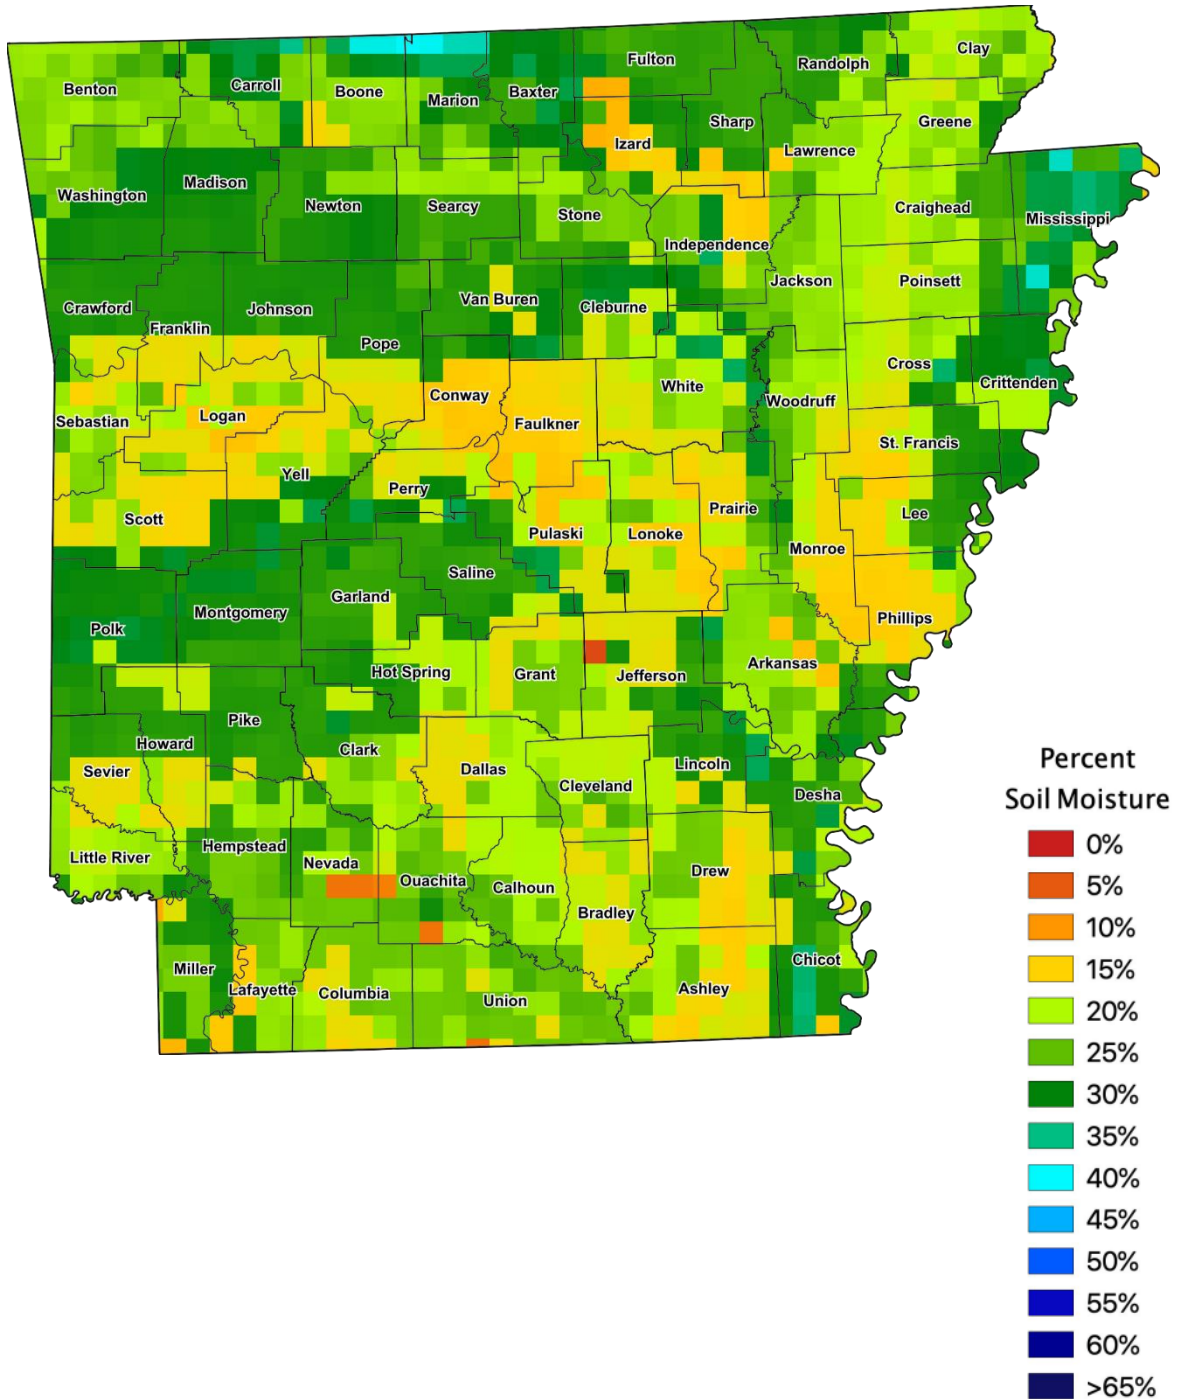 Clay
Fulton
Randolph
Benton
Carroll
Boone
Marion
Baxter
Sharp
Greene
Izard
Lawrence
Washington
Madison
Newton
Searcy
Stone
Craighead
Mississippi
Independence
Jackson
Poinsett
Crawford
Franklin
Johnson
Pope
Van Buren
Cleburne
Cross
Crittenden
White
Woodruff
Sebastian
Logan
Conway
Faulkner
St. Francis
Yell
Perry
Scott
Pulaski
Lonoke
Prairie
Monroe
Lee
Saline
Garland
Montgomery
Polk
Phillips
Hot Spring
Grant
Jefferson
Arkansas
Pike
Howard
Clark
Sevier
Dallas
Cleveland
Lincoln
Desha
Little River
Hempstead
Nevada
Ouachita
Calhoun
Bradley
Drew
Miller
Lafayette
Columbia
Union
Ashley
Chicot
Percent
Soil Moisture
0%
5%
10%
15%
20%
25%
30%
35%
40%
45%
50%
55%
60%
>65%